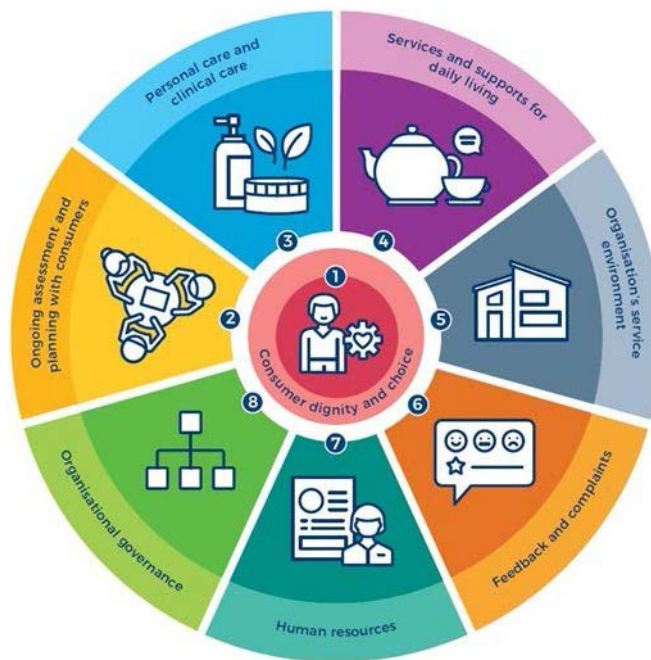 1
Consumer dignity and choice
2
Ongoing assessment and
planning with consumers
3
Personal care and
clinical care
4
Services and supports for
daily living
5
Organisation's service
environment
6
Feedback and complaints
7
Human resources
8
Organisational governance